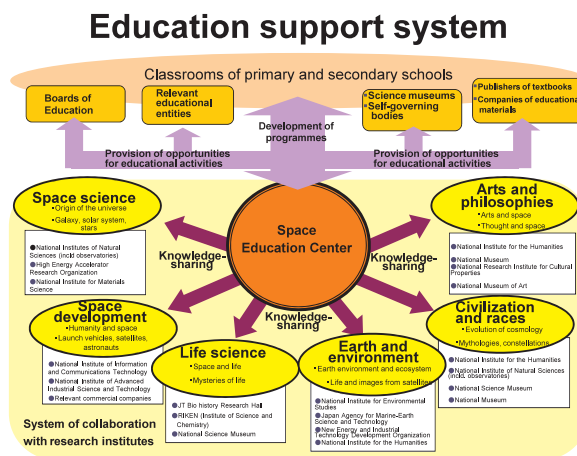 Education support system
Classrooms of primary and secondary schools
Boards of
Education
Relevant
educational
entities
Development of
programmes
Science museums
Self-governing
bodies
Publishers of textbooks
Companies of educational
materials
Provision of opportunities
for educational activities
Provision of opportunities
for educational activities
Space science
Origin of the universe
Galaxy, solar system,
stars
National Institutes of Natural
Sciences (incld observatories)
High Energy Accelerator
Research Organization
National Institute for Materials
Science
Space
Education Center
Knowledge-
sharing
Knowledge-
sharing
Knowledge-
sharing
Arts and
philosophies
Arts and space
Thought and space
National Institute for the Humanities
National Museum
National Research Institute for Cultural
Properties
National Museum of Art
Space
development
Humanity and space
Launch vehicles, satellites,
astronauts
National Institute of Information and
Communications Technology
National Institute of Advanced
Industrial Science and Technology
Relevant commercial companies
Life science
Space and life
Mysteries of life
JT Bio history Research Hall
RIKEN (Institute of Science and
Chemistry)
National Science Museum
Earth and
environment
Earth environment and ecosystem
Life and images from satellites
National Institute for Environmental
Studies
Japan Agency for Marine-Earth
Science and Technology
New Energy and Industrial
Technology Development Organization
National Institute for the Humanities
Civilization
and races
Evolution of cosmology
Mythologies, constellations
National Institute for the Humanities
National Institute of Natural Sciences
(incld, observatories)
National Science Museum
National Museum
System of collaboration
with research institutes